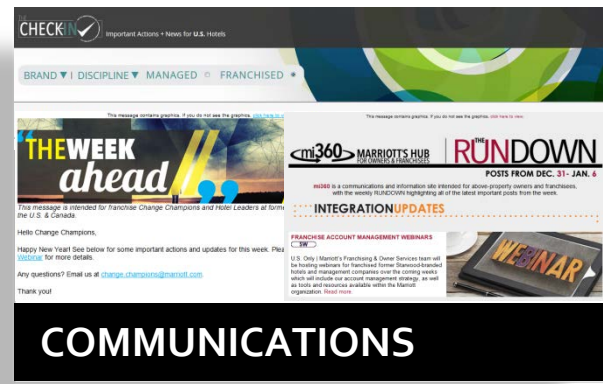 THE
CHECKIN
Important Actions + News for U.S. Hotels
BRAND ▼ | DISCIPLINE ▼ MANAGED FRANCHISED
This message contains graphics. If you do not see the graphics, click here to
"THEWEEK
ahead"
This message is intended for franchise Change Champions and Hotel Leaders at
the U.S. & Canada.
Hello Change Champions,
Happy New Year! See below for some important actions and updates for this week.
Webinar for more details.
Any questions? Email us at change.champions@marriott.com.
Thank you!
This message contains graphics. If you do not see the graphics, click here to view.
mi360 MARRIOTT'S HUB
FOR OWNERS & FRANCHISEES
THE RUNDOWN
POSTS FROM DEC. 31- JAN. 6
mi360 is a communications and information site intended for above-property owners and franchisees,
with the weekly RUNDOWN highlighting all of the latest important posts from the week.
INTEGRATIONUPDATES
FRANCHISE ACCOUNT MANAGEMENT WEBINARS
SW
U.S. Only | Marriott's Franchising & Owner Services team will
be hosting webinars for franchised former Starwood-branded
hotels and management companies over the coming weeks
which will include our account management strategy, as well
as tools and resources available within the Marriott
organization. Read more.
WEBINAR
COMMUNICATIONS